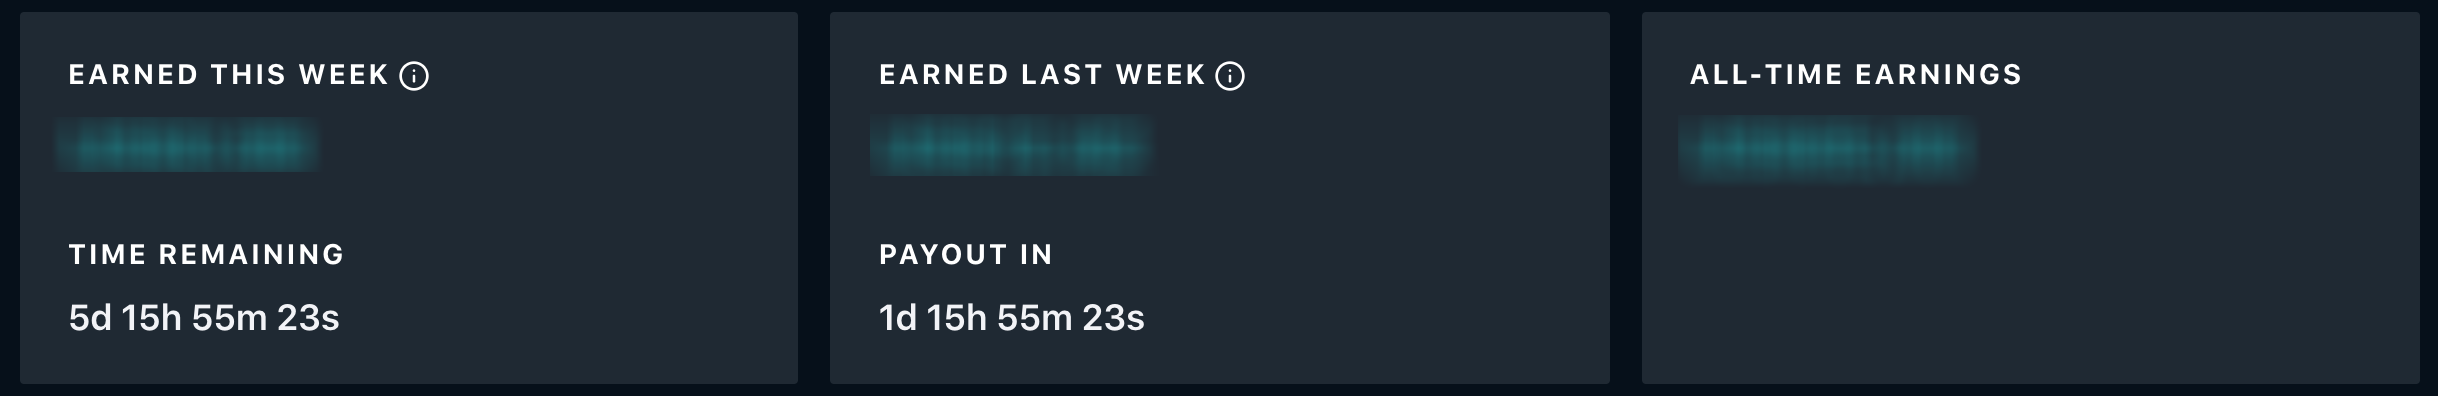 EARNED THIS WEEK
TIME REMAINING
5d 15h 55m 23s
EARNED LAST WEEK
PAYOUT IN
1d 15h 55m 23s
ALL-TIME EARNINGS